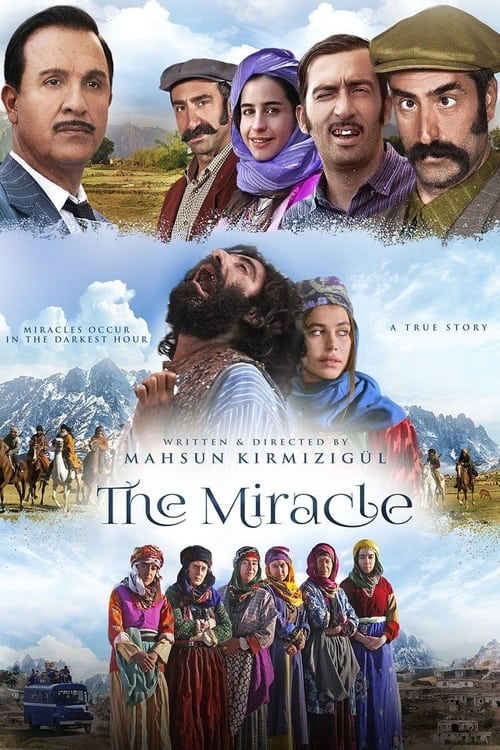 MIRACLES OCCUR
IN THE DARKEST HOUR
A TRUE STORY
WRITTEN & DIRECTED BY
MAHSUN KIRMIZIGÜL
The Miracle